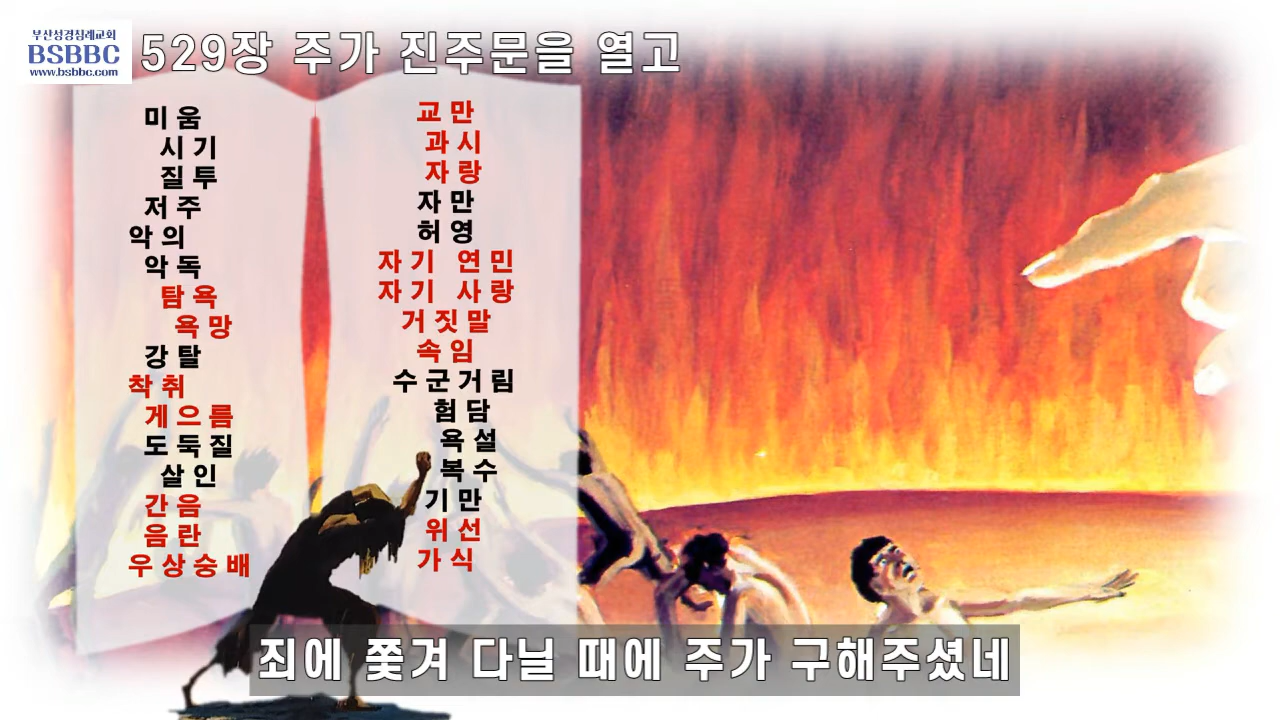 부산성경침례교회
BSBBC
www.bsbbc.com
529장 주가 진주문을 열고
미움
시기
질투
저주
악의
악독
탐욕
욕망
강탈
착취
게으름
도둑질
살인
간음
음란
우상숭배
교만
과시
자랑
자만
허영
자기 연민
자기 사랑
거짓말
속임
수군거림
험담
욕설
복수
기만
위선
가식
죄에 쫓겨 다닐 때에 주가 구해주셨네